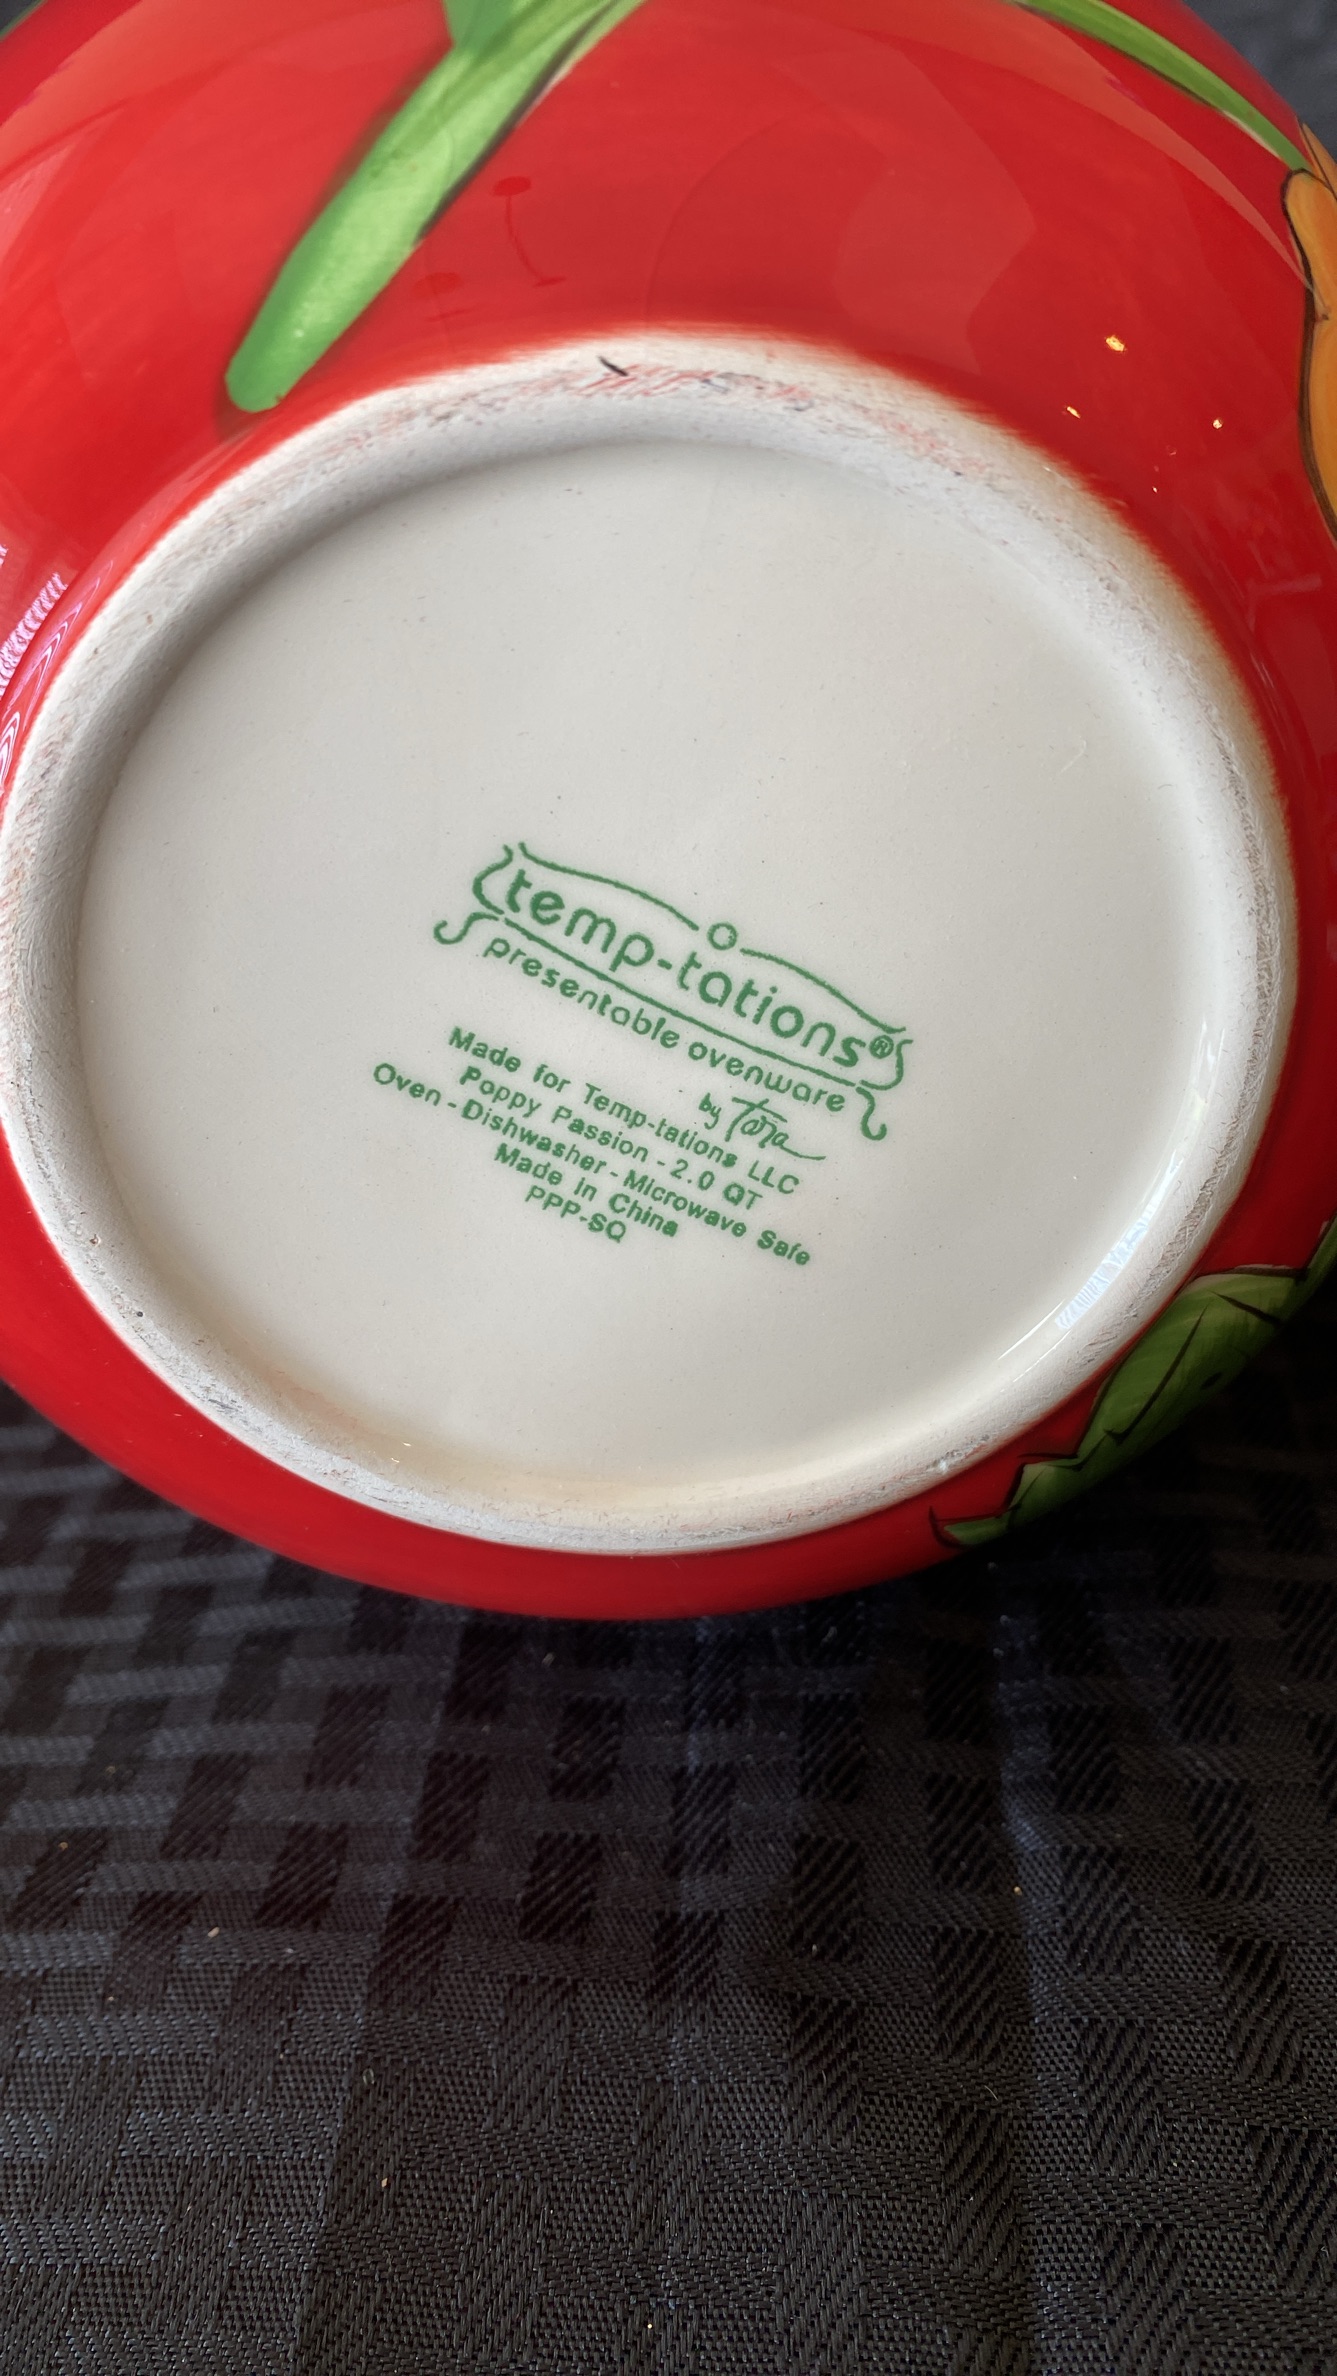 temp-tations®
presentable ovenware
by Tara
Made for Temp-tations LLC
Poppy Passion - 2.0 QT
Oven - Dishwasher - Microwave Safe
Made in China
PPP-SQ